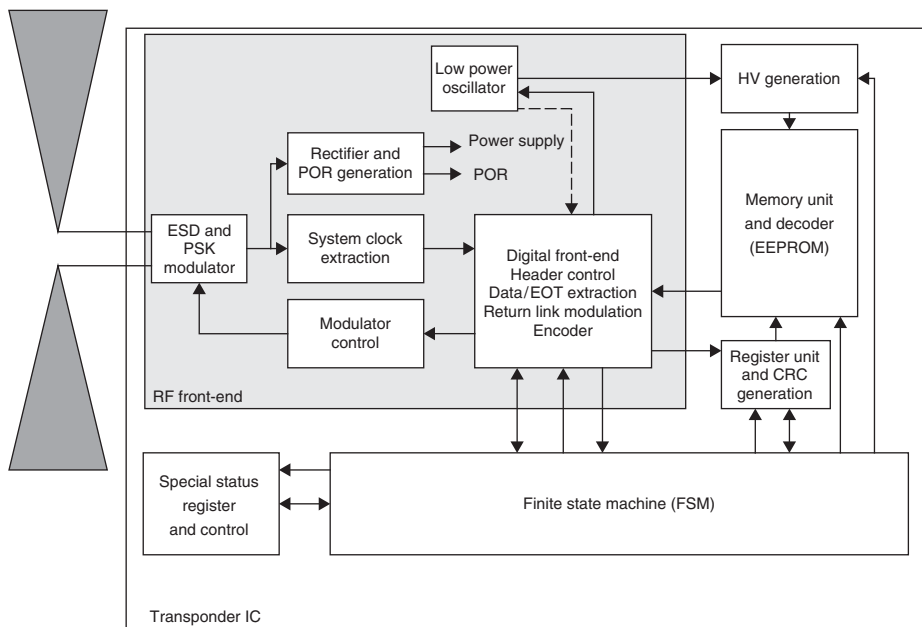 Low power
oscillator
HV generation
Rectifier and
POR generation
Power supply
POR
Memory unit
and decoder
(EEPROM)
ESD and
PSK
modulator
System clock
extraction
Digital front-end
Header control
Data/EOT extraction
Return link modulation
Encoder
Modulator
control
Register unit
and CRC
generation
RF front-end
Special status
register
and control
Finite state machine (FSM)
Transponder IC